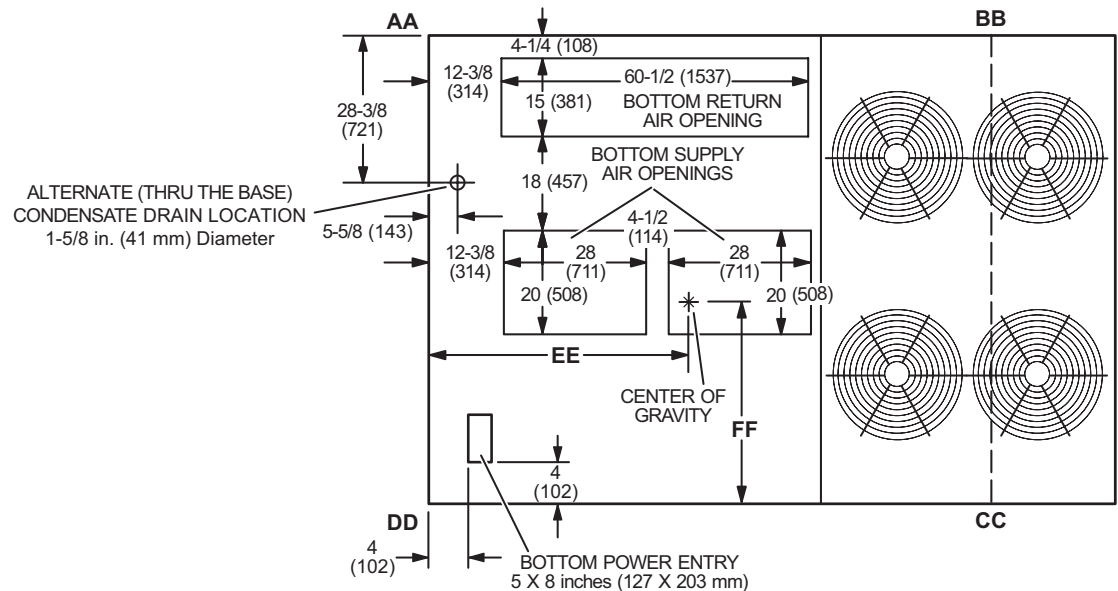 AA
BB
4-1/4 (108)
12-3/8
(314)
60-1/2 (1537)
28-3/8
(721)
15 (381)
BOTTOM RETURN
AIR OPENING
BOTTOM SUPPLY
AIR OPENINGS
18 (457)
ALTERNATE (THRU THE BASE)
CONDENSATE DRAIN LOCATION
1-5/8 in. (41 mm) Diameter
5-5/8 (143)
4-1/2
(114)
12-3/8
(314)
28
(711)
28
(711)
20 (508)
20 (508)
EE
CENTER OF
GRAVITY
FF
4
(102)
DD
CC
4
(102)
BOTTOM POWER ENTRY
5 X 8 inches (127 X 203 mm)